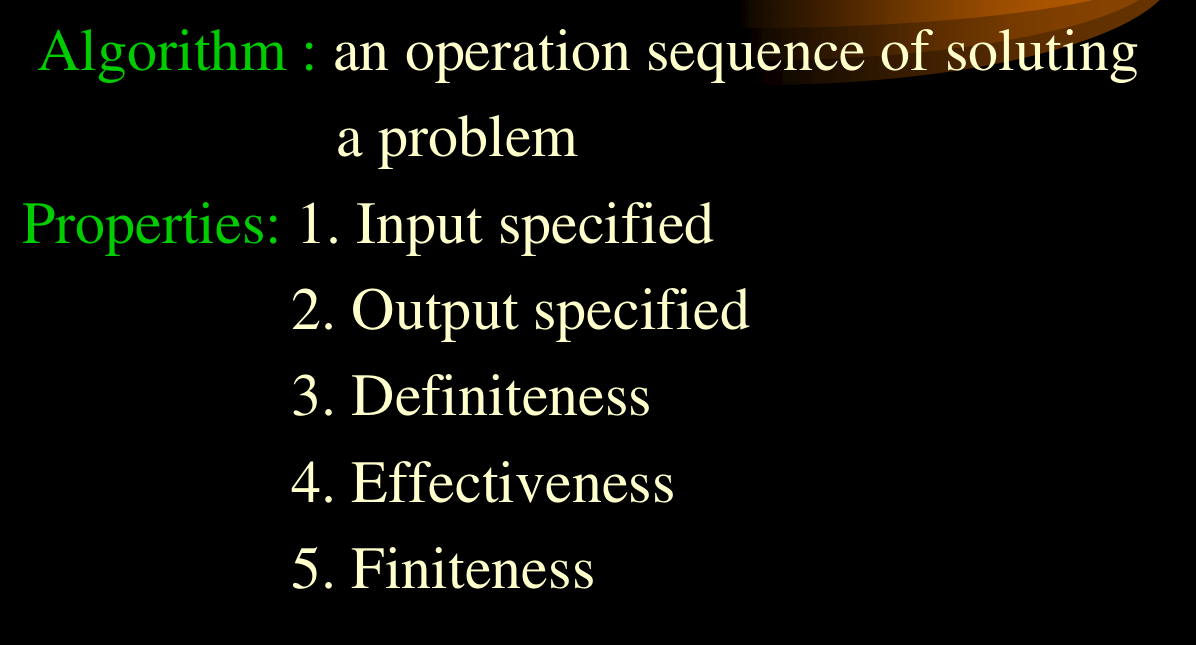 Algorithm : an operation sequence of soluting
a problem
Properties: 1. Input specified
2. Output specified
3. Definiteness
4. Effectiveness
5. Finiteness